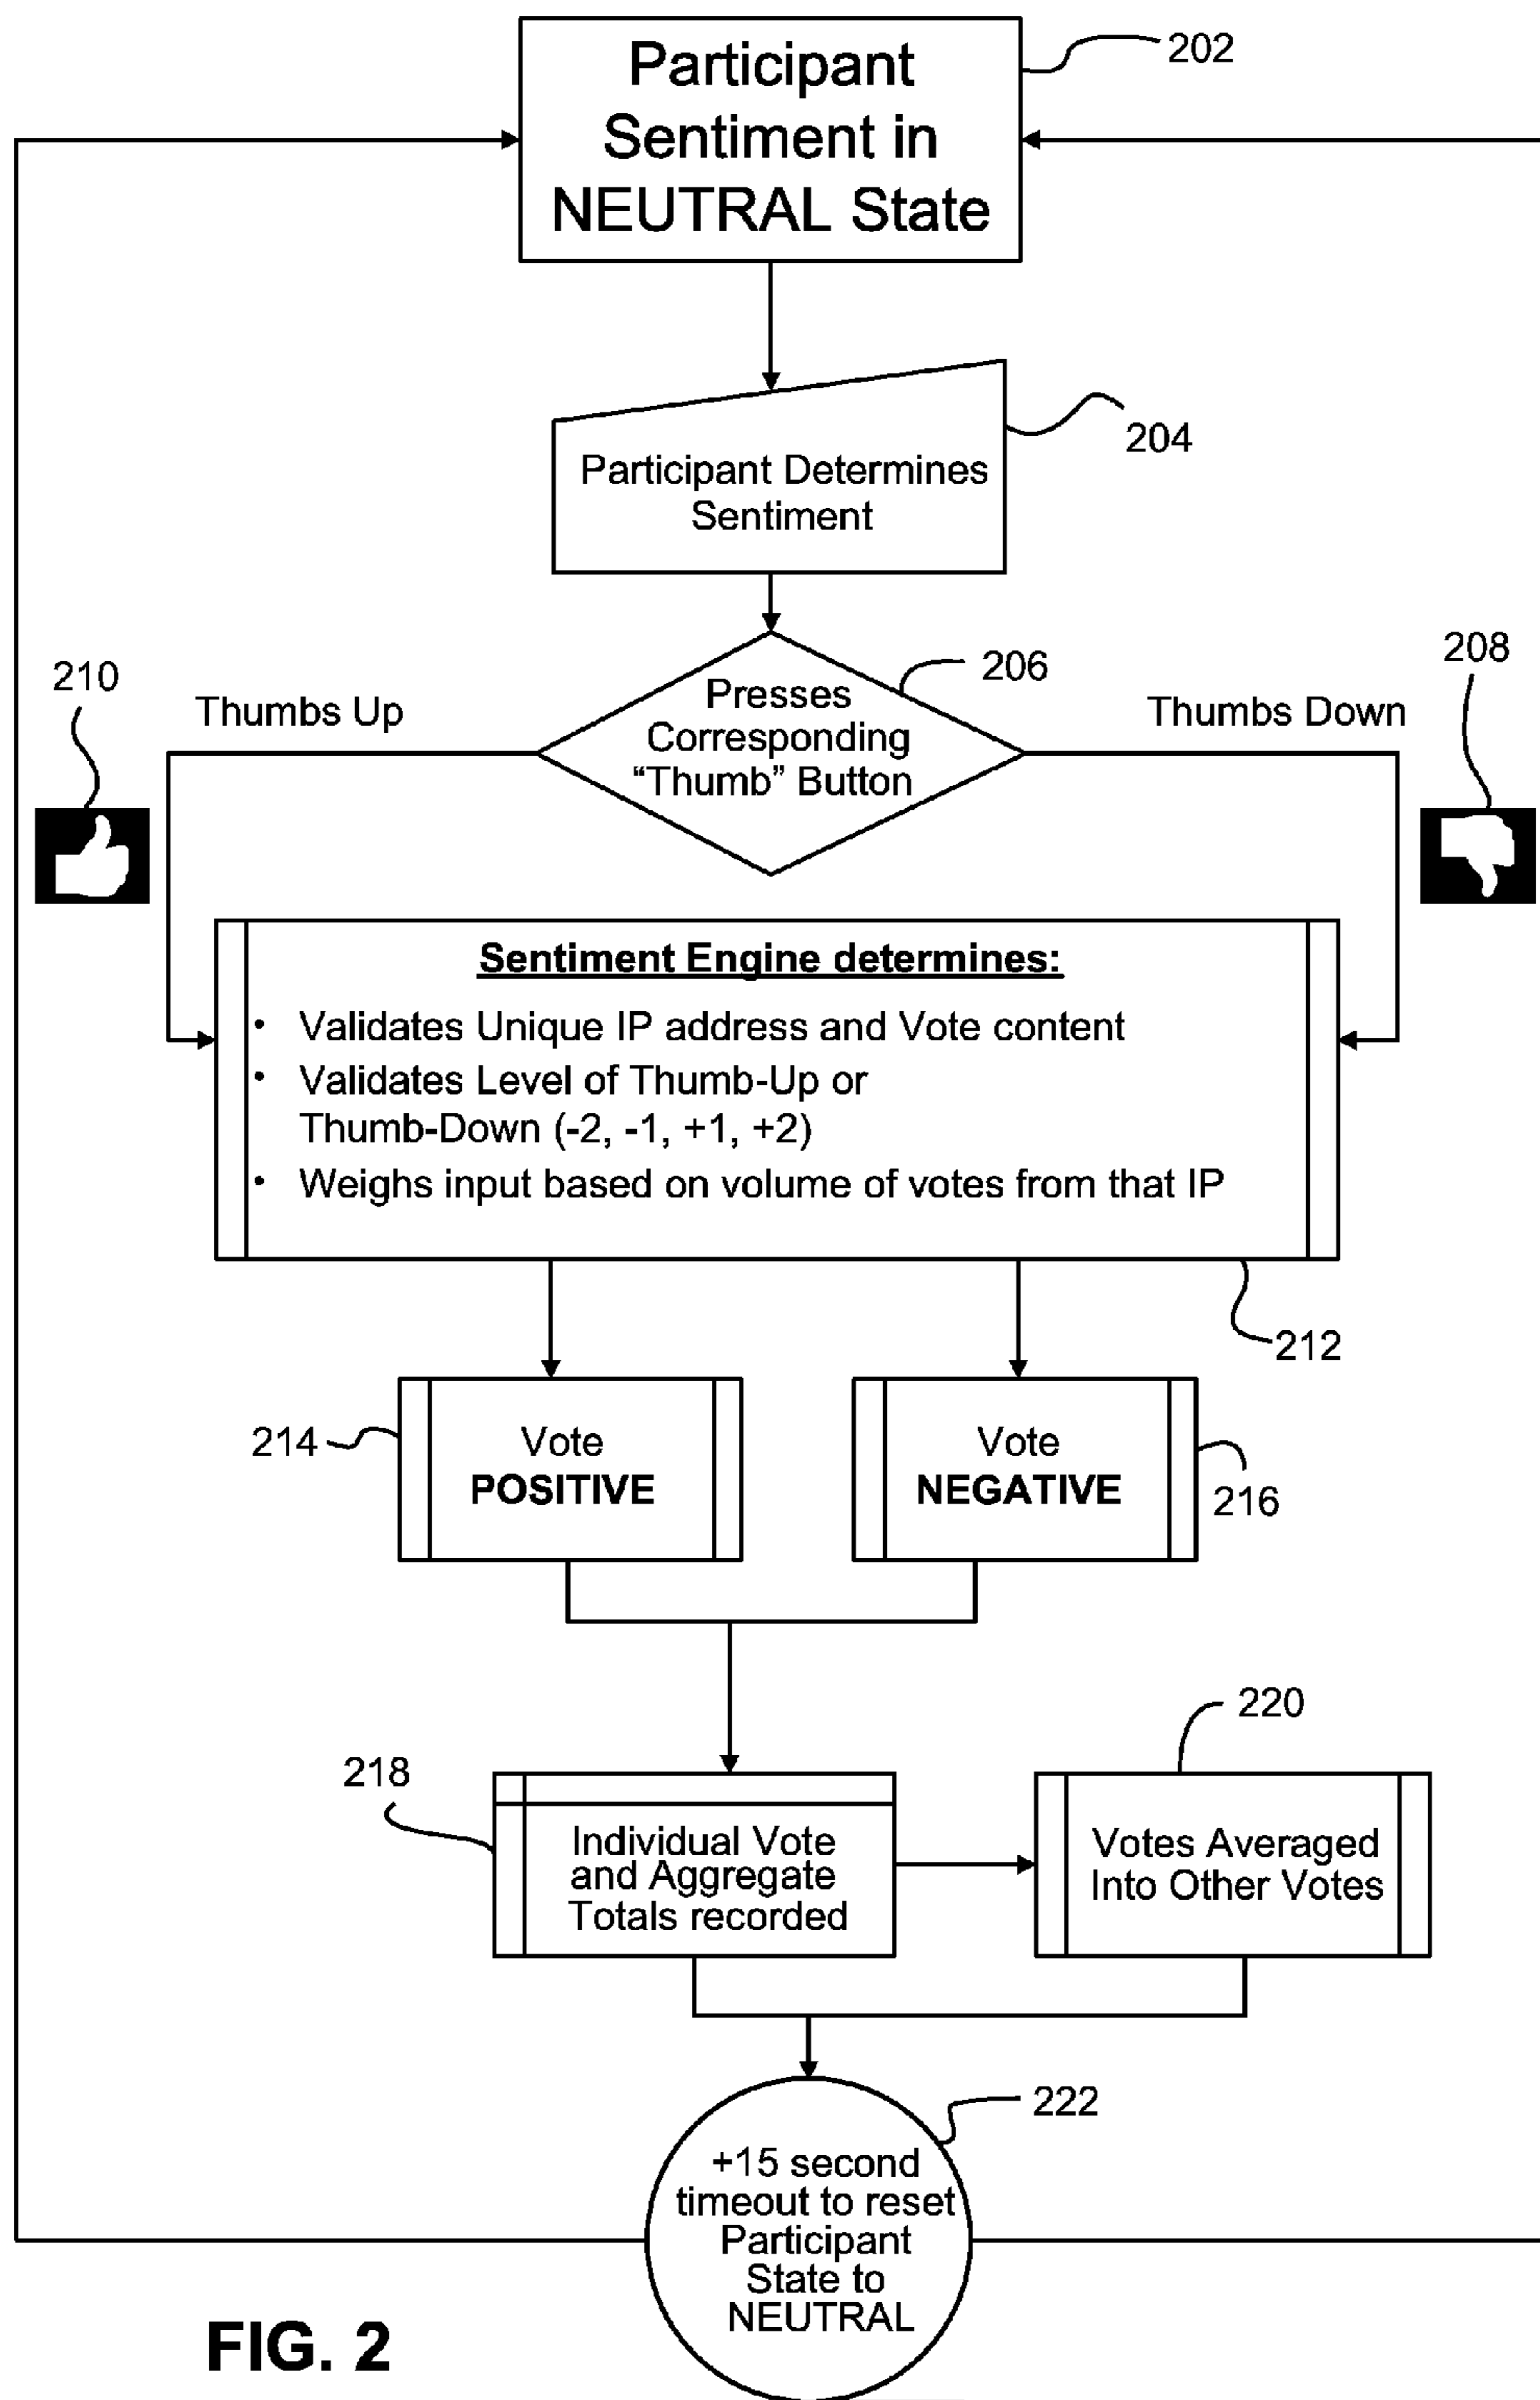 Participant
Sentiment in
NEUTRAL State
202
Participant Determines
Sentiment
204
Presses
Corresponding
“Thumb” Button
206
208
210
Thumbs Up
Thumbs Down
Sentiment Engine determines:
• Validates Unique IP address and Vote content
• Validates Level of Thumb-Up or
Thumb-Down (-2, -1, +1, +2)
• Weighs input based on volume of votes from that IP
212
214
Vote
POSITIVE
Vote
NEGATIVE
216
218
220
Individual Vote
and Aggregate
Totals recorded
Votes Averaged
Into Other Votes
222
+15 second
timeout to reset
Participant
State to
NEUTRAL
FIG. 2